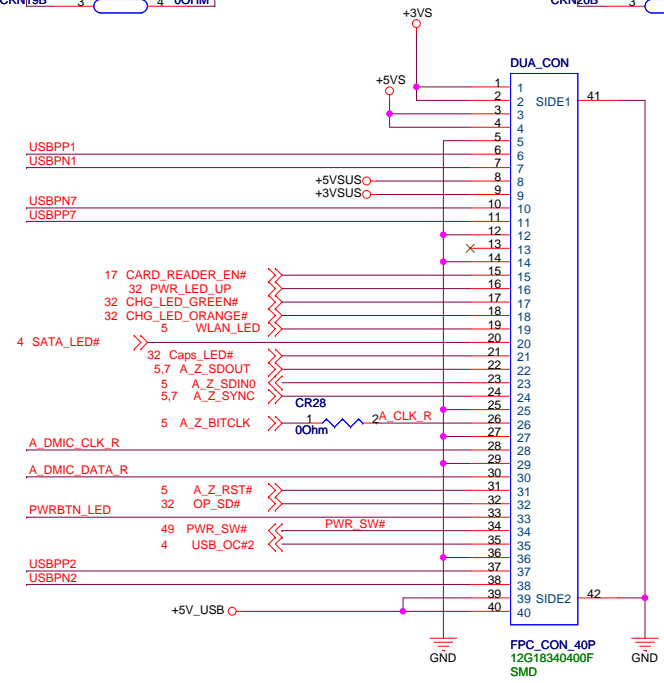 CRN19B 3 4 0OHM CRN20B 3
+3VS
DUA_CON
+5VS
1 1
2 2 SIDE1 41
3 3
4 4
5 5
USBPP1 6 6
USBPN1 7 7
+5VSUS 8 8
+3VSUS 9 9
USBPN7 10 10
USBPP7 11 11
12 12
13 13
14 14
17 CARD_READER_EN# 15 15
32 PWR_LED_UP 16 16
32 CHG_LED_GREEN# 17 17
32 CHG_LED_ORANGE# 18 18
5 WLAN_LED 19 19
4 SATA_LED# 20 20
32 Caps_LED# 21 21
5,7 A_Z_SDOUT 22 22
5 A_Z_SDIN0 23 23
5,7 A_Z_SYNC 24 24
CR28 25 25
5 A_Z_BITCLK 1 2 A_CLK_R 26 26
0Ohm
27 27
A_DMIC_CLK_R 28 28
29 29
A_DMIC_DATA_R 30 30
5 A_Z_RST# 31 31
32 OP_SD# 32 32
PWRBTN_LED 33 33
49 PWR_SW# PWR_SW# 34 34
4 USB_OC#2 35 35
36 36
USBPP2 37 37
USBPN2 38 38
39 39 SIDE2 42
+5V_USB 40 40
GND FPC_CON_40P GND
12G18340400F
SMD